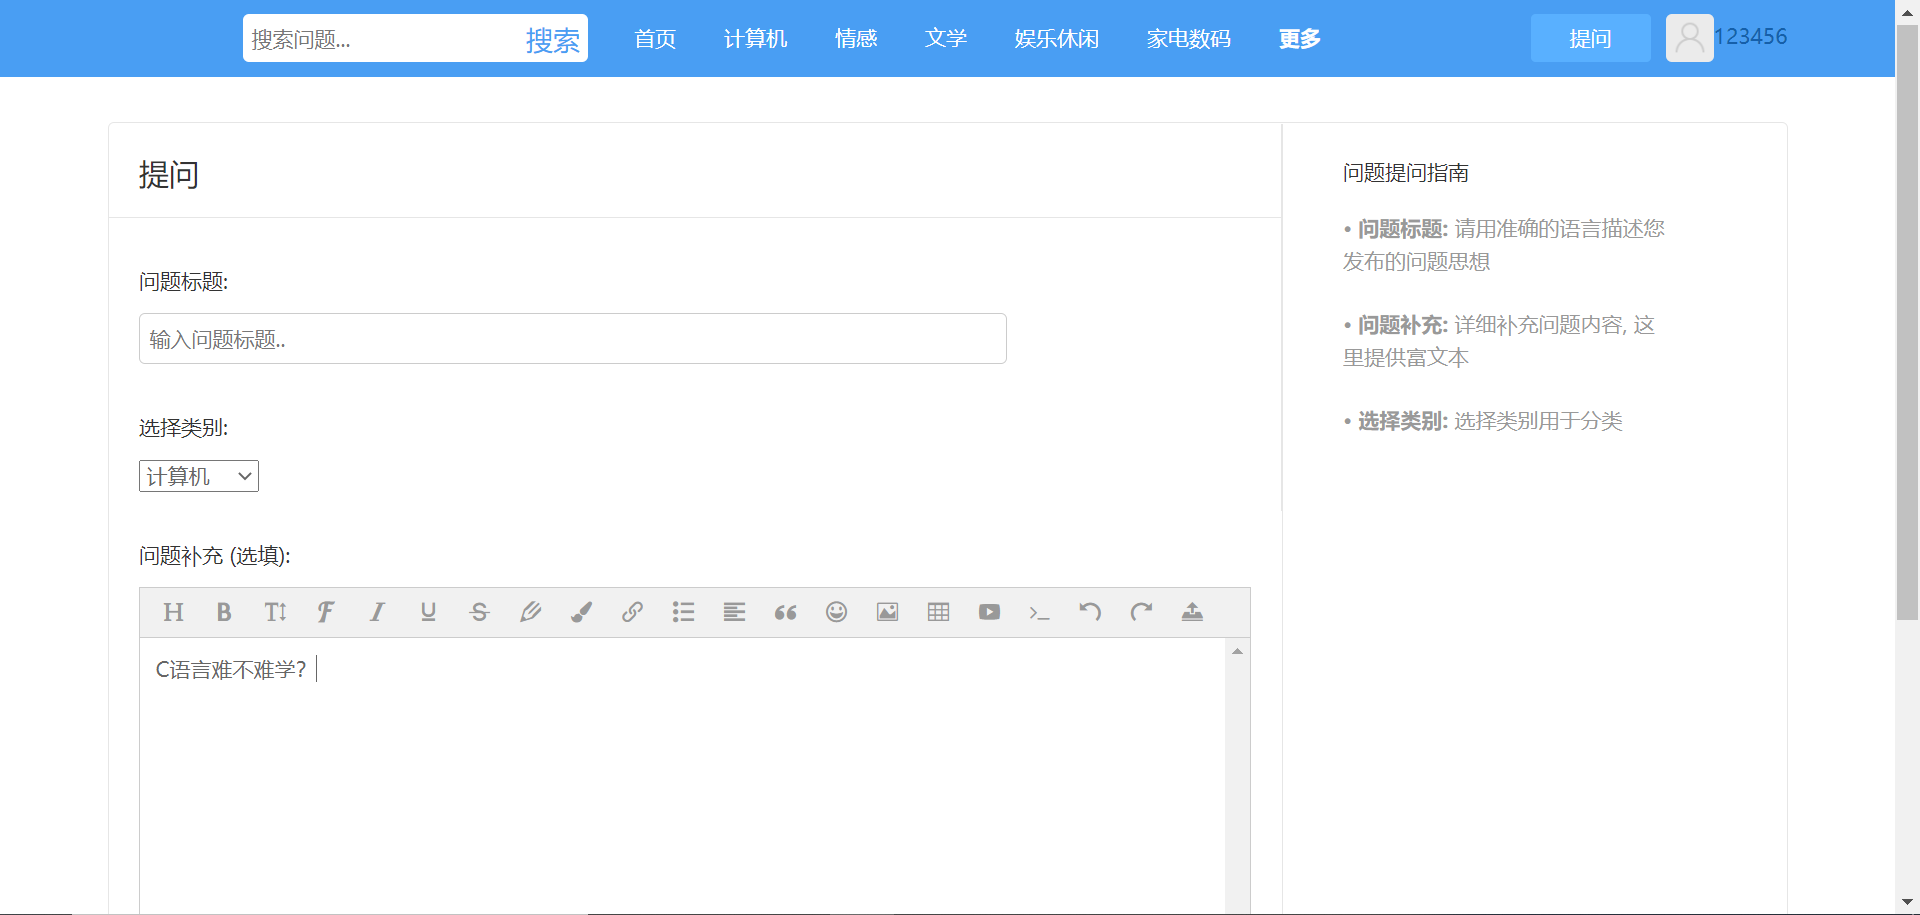 搜索问题... 搜索 首页 计算机 情感 文学 娱乐休闲 家电数码 更多 提问 123456
提问
问题标题:
输入问题标题..
选择类别:
计算机
问题补充 (选填):
C语言难不难学?
问题提问指南
• 问题标题: 请用准确的语言描述您
发布的问题思想
• 问题补充: 详细补充问题内容, 这
里提供富文本
• 选择类别: 选择类别用于分类